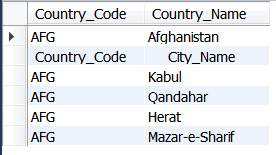 Country_Code Country_Name
AFG Afghanistan
Country_Code City_Name
AFG Kabul
AFG Qandahar
AFG Herat
AFG Mazar-e-Sharif